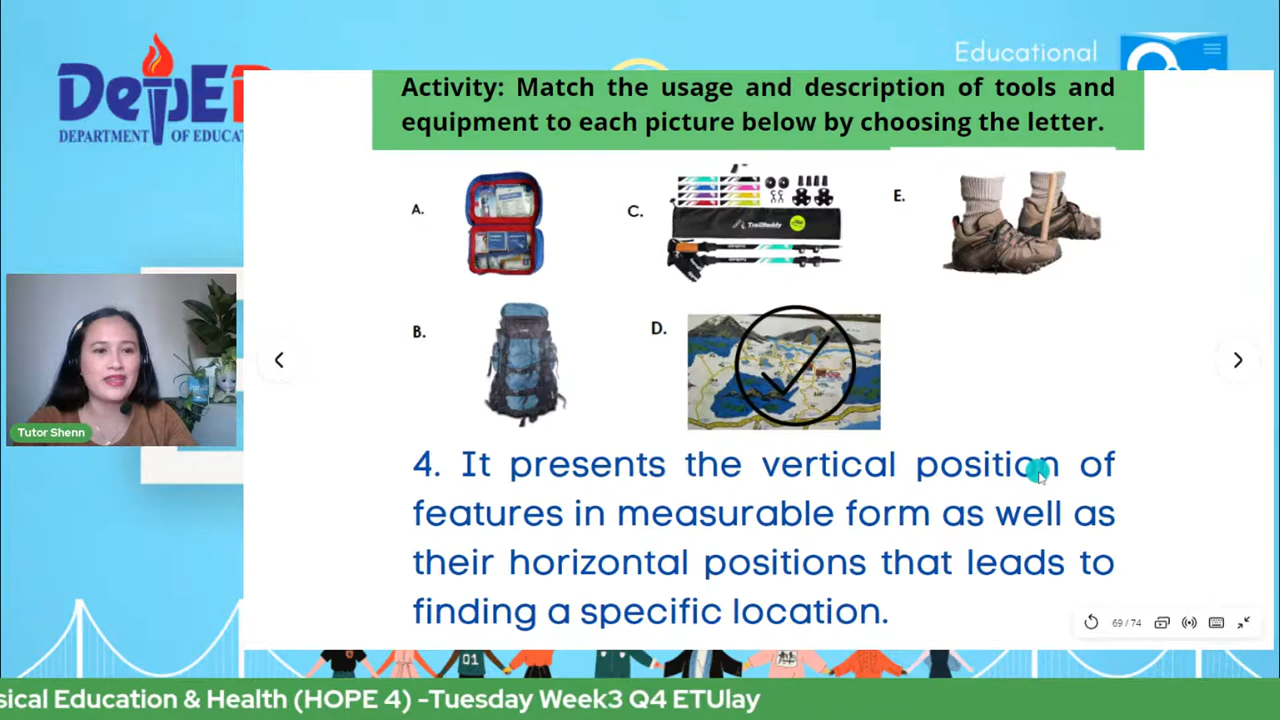 Educational
DepE
DEPARTMENT OF EDUCAT
Activity: Match the usage and description of tools and
equipment to each picture below by choosing the letter.
A.
C.
TrailBuddy
E.
B.
D.
Tutor Shenn
4. It presents the vertical position of
features in measurable form as well as
their horizontal positions that leads to
finding a specific location.
69 / 74
01
sical Education & Health (HOPE 4) -Tuesday Week3 Q4 ETUlay